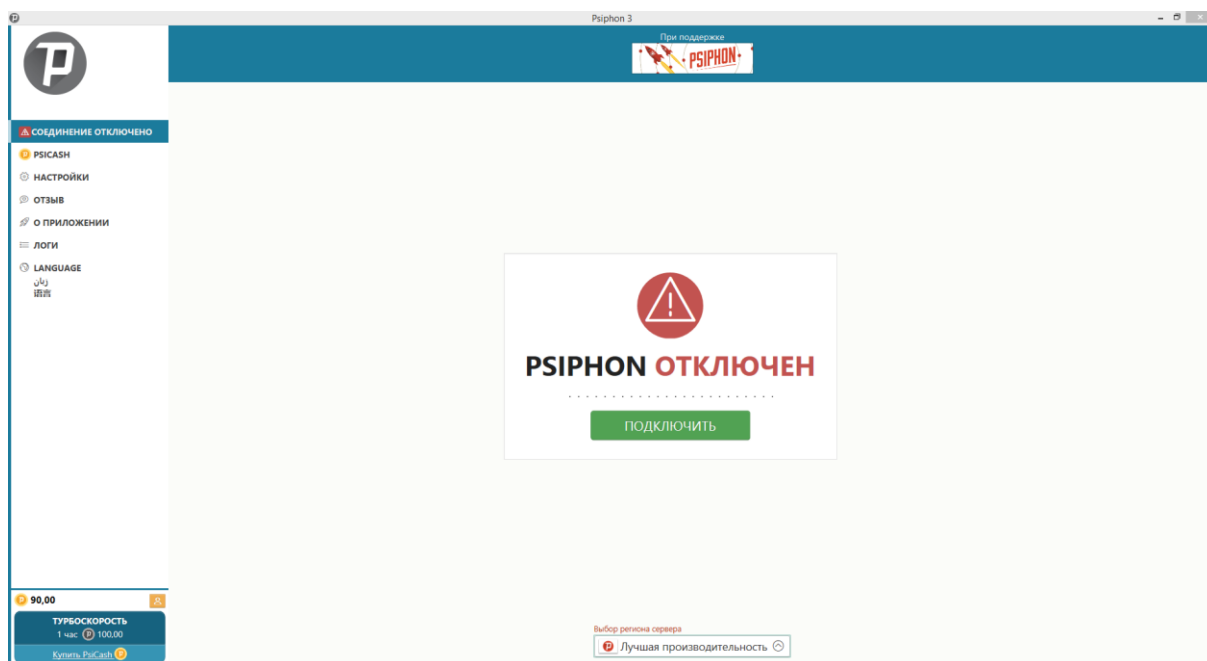 Psiphon 3
При поддержке
PSIPHON
СОЕДИНЕНИЕ ОТКЛЮЧЕНО
PSICASH
НАСТРОЙКИ
ОТЗЫВ
О ПРИЛОЖЕНИИ
ЛОГИ
LANGUAGE
زبان
语言
PSIPHON ОТКЛЮЧЕН
ПОДКЛЮЧИТЬ
90,00
ТУРБОСКОРОСТЬ
1 час 100,00
Купить PsiCash
Выбор региона сервера
Лучшая производительность